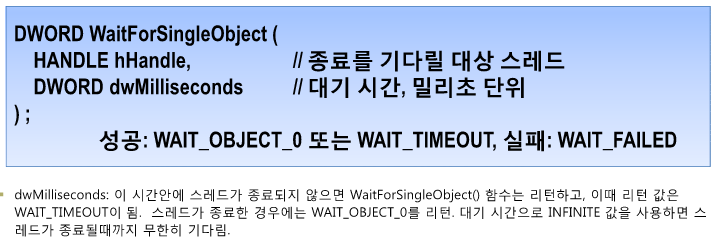 DWORD WaitForSingleObject (
HANDLE hHandle, // 종료를 기다릴 대상 스레드
DWORD dwMilliseconds // 대기 시간, 밀리초 단위
) ;
성공: WAIT_OBJECT_0 또는 WAIT_TIMEOUT, 실패: WAIT_FAILED
dwMilliseconds: 이 시간안에 스레드가 종료되지 않으면 WaitForSingleObject() 함수는 리턴하고, 이때 리턴 값은
WAIT_TIMEOUT이 됨. 스레드가 종료한 경우에는 WAIT_OBJECT_0를 리턴. 대기 시간으로 INFINITE 값을 사용하면 스
레드가 종료될때까지 무한히 기다림.